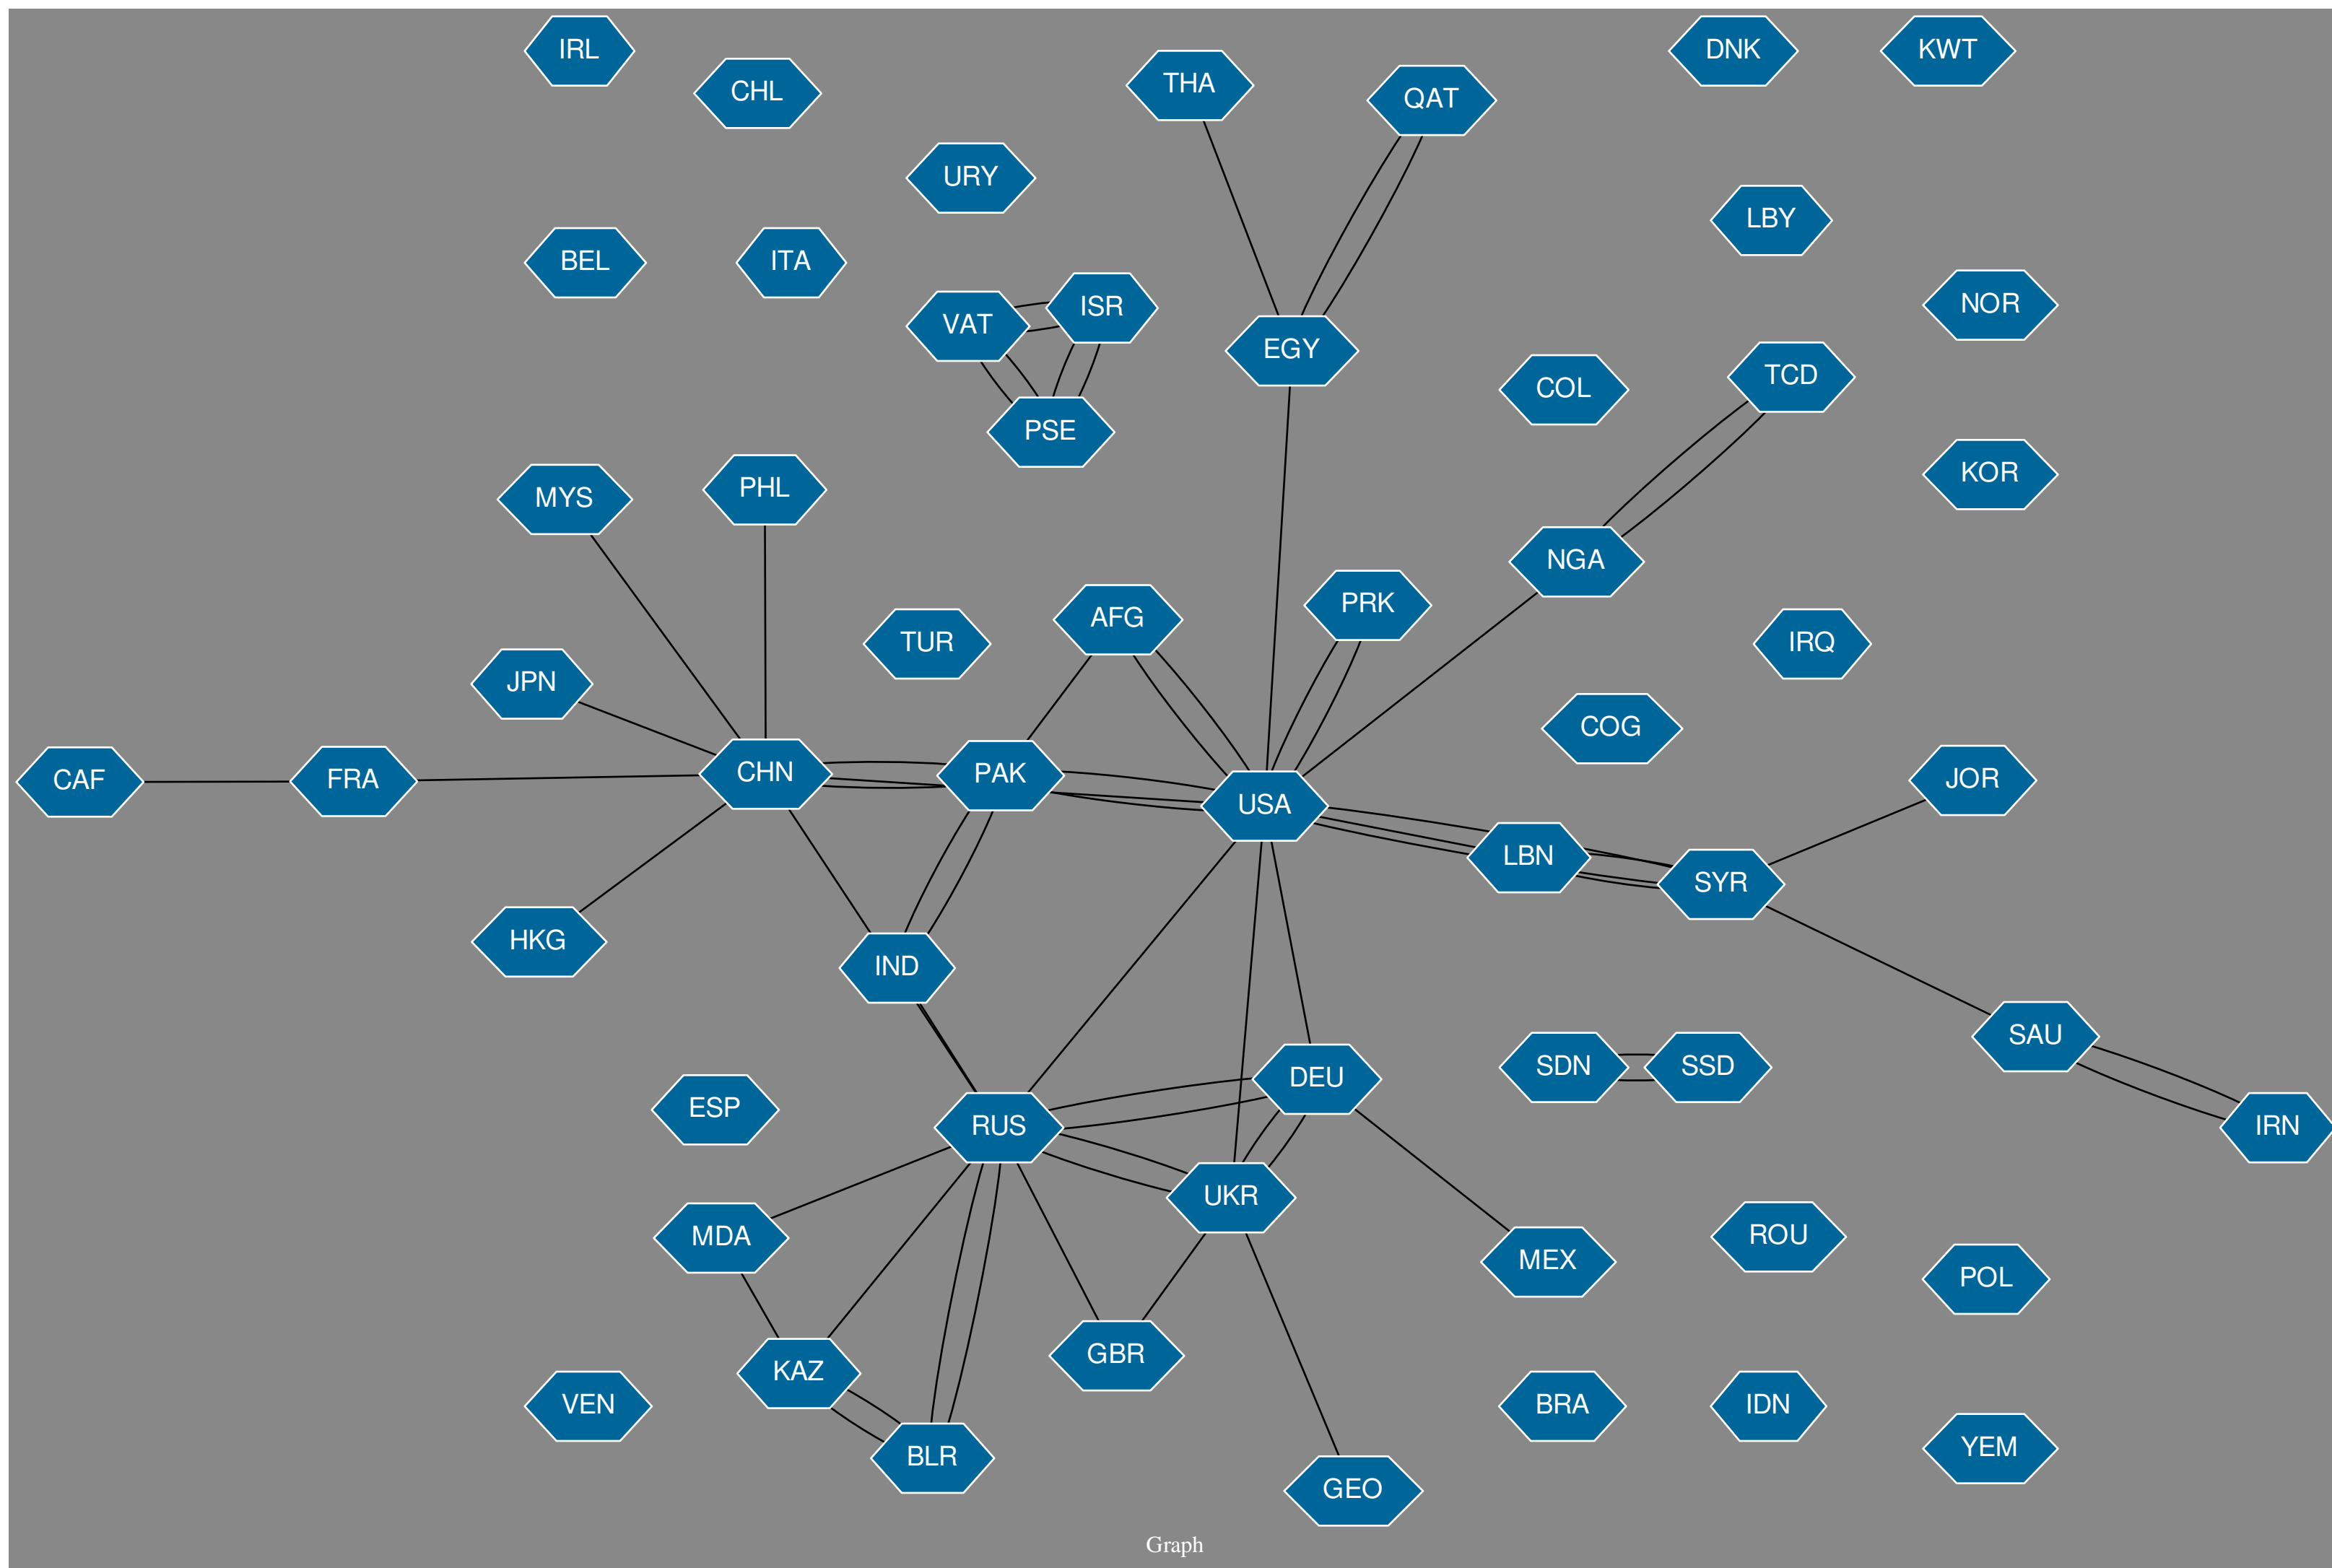 IRL
DNK
KWT
THA
CHL
QAT
URY
LBY
BEL
ITA
NOR
ISR
VAT
EGY
TCD
COL
PSE
KOR
PHL
MYS
NGA
PRK
AFG
TUR
IRQ
JPN
COG
CHN
PAK
CAF
FRA
JOR
USA
LBN
SYR
HKG
IND
SAU
SDN
SSD
DEU
ESP
RUS
IRN
UKR
ROU
MDA
MEX
POL
GBR
KAZ
VEN
BRA
IDN
YEM
BLR
GEO
Graph